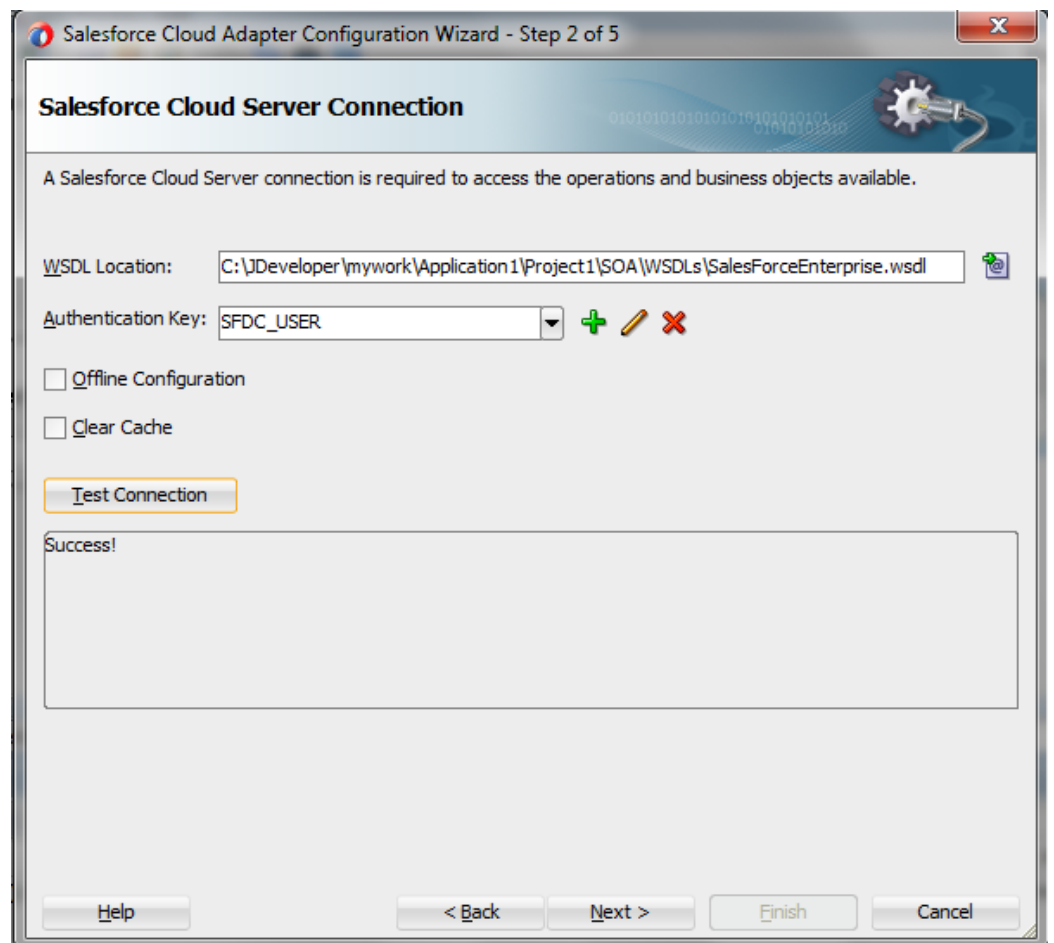 Salesforce Cloud Adapter Configuration Wizard - Step 2 of 5
Salesforce Cloud Server Connection
A Salesforce Cloud Server connection is required to access the operations and business objects available.
WSDL Location: C:\JDeveloper\mywork\Application1\Project1\SOA\WSDLs\SalesForceEnterprise.wsdl
Authentication Key: SFDC_USER
Offline Configuration
Clear Cache
Test Connection
Success!
Help < Back Next > Finish Cancel